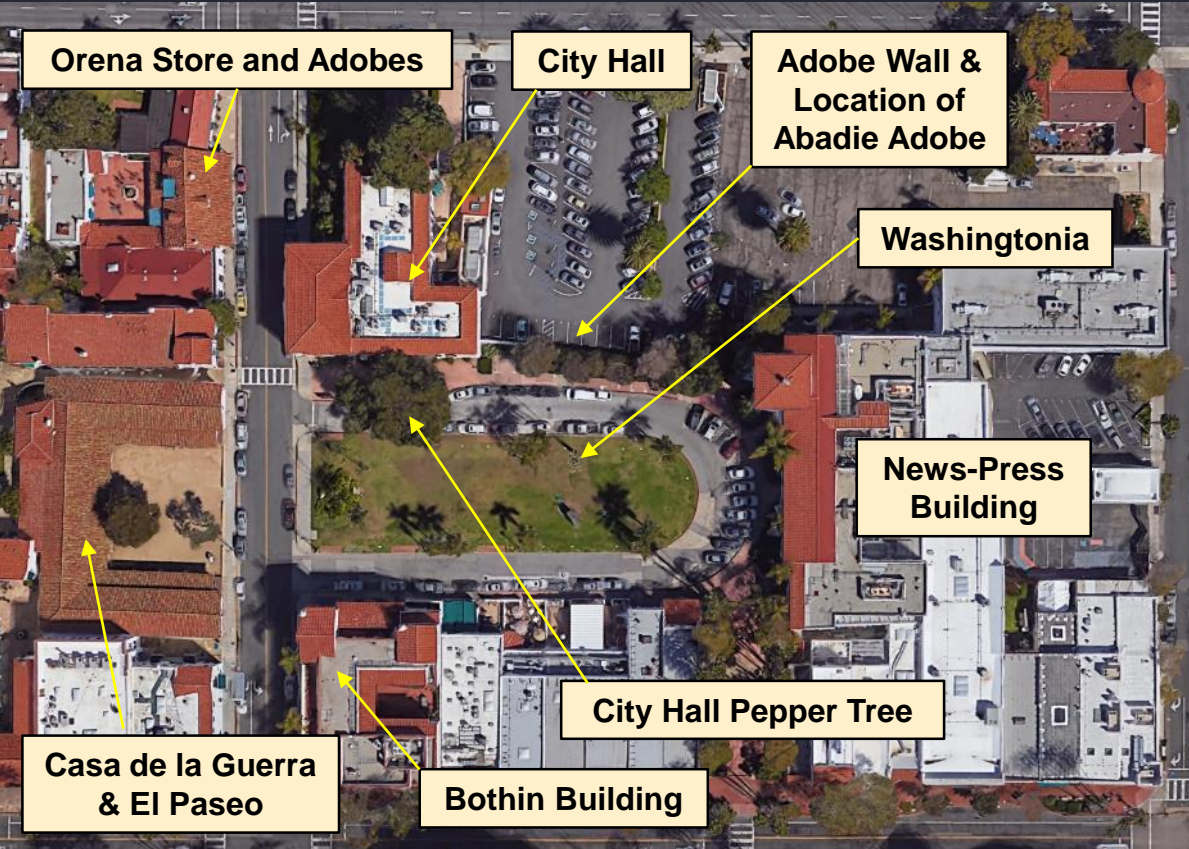 Orena Store and Adobes
City Hall
Adobe Wall &
Location of
Abadie Adobe
Washingtonia
News-Press
Building
City Hall Pepper Tree
Casa de la Guerra
& El Paseo
Bothin Building